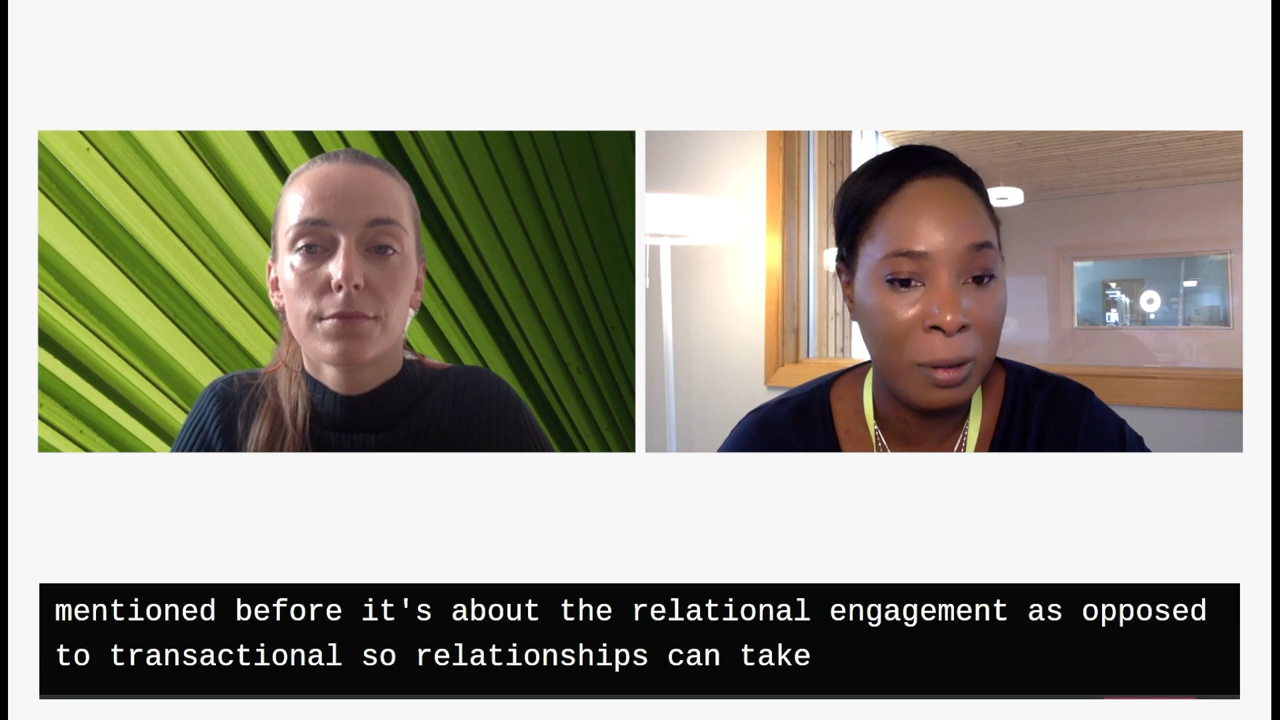 mentioned before it's about the relational engagement as opposed
to transactional so relationships can take